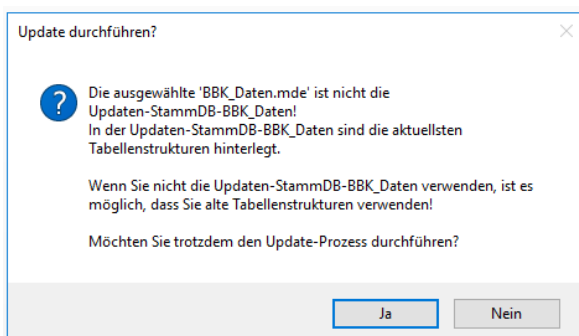 Update durchführen?
Die ausgewählte 'BBK_Daten.mde' ist nicht die
Updaten-StammDB-BBK_Daten!
In der Updaten-StammDB-BBK_Daten sind die aktuellsten
Tabellenstrukturen hinterlegt.
Wenn Sie nicht die Updaten-StammDB-BBK_Daten verwenden, ist es
möglich, dass Sie alte Tabellenstrukturen verwenden!
Möchten Sie trotzdem den Update-Prozess durchführen?
Ja
Nein